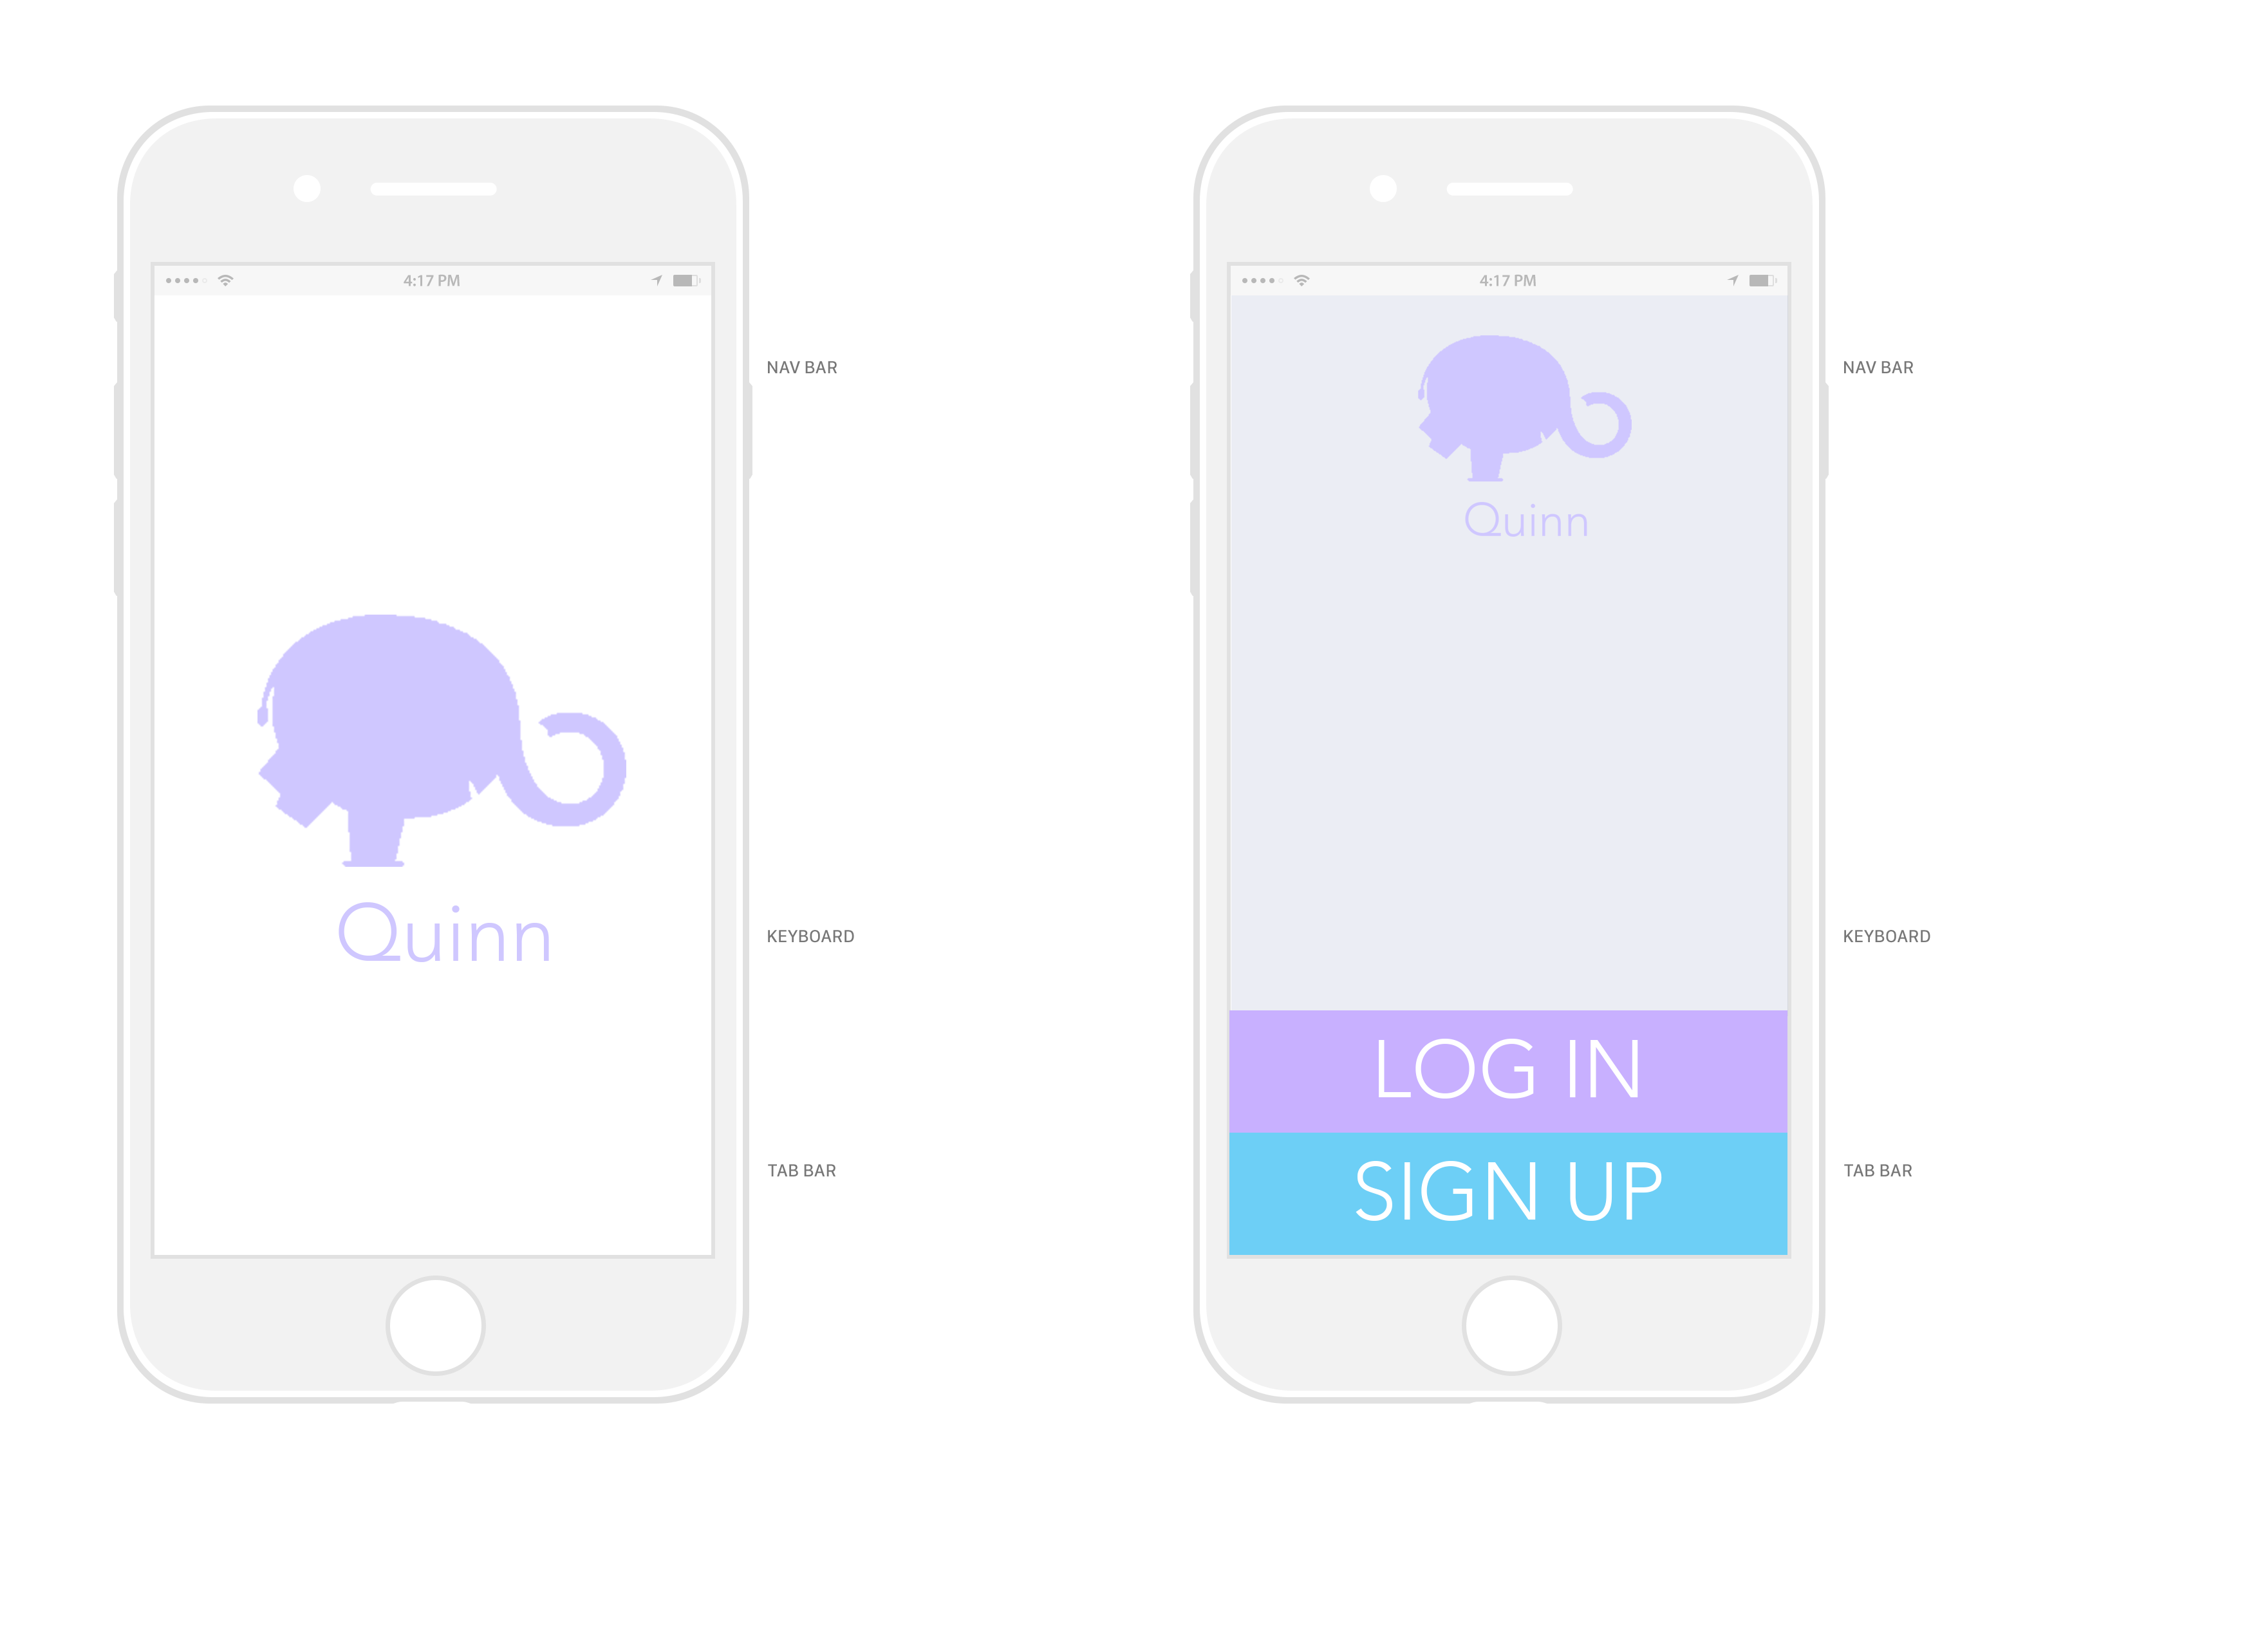 4:17 PM
NAV BAR
Quinn
KEYBOARD
TAB BAR
4:17 PM
NAV BAR
Quinn
KEYBOARD
LOG IN
TAB BAR
SIGN UP